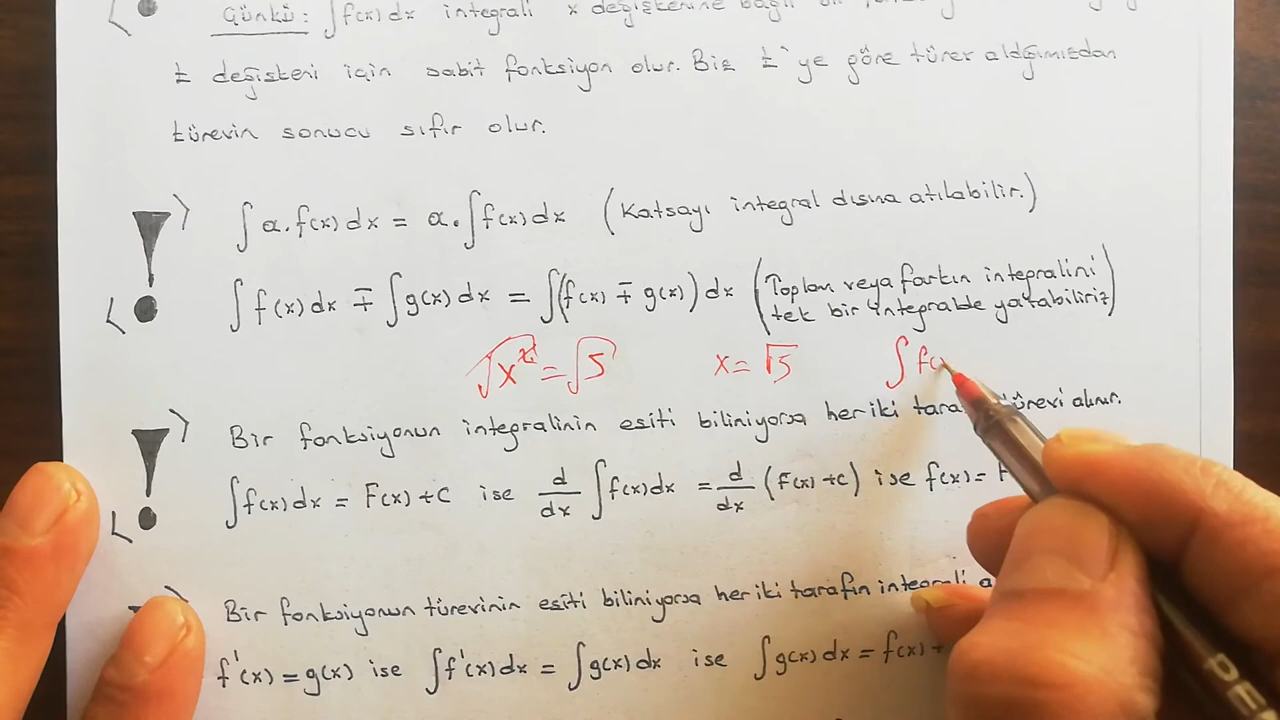 Çünkü: ∫f(x)dx integrali x değişkenine bağlı
t değişkeni için sabit fonksiyon olur. Biz t'ye göre türev aldığımızdan
türevin sonucu sıfır olur.
! ∫α.f(x)dx = α.∫f(x)dx (Katsayı integral dışına atılabilir.)
∫f(x)dx ∓ ∫g(x)dx = ∫(f(x) ∓ g(x))dx (Toplam veya farkın integralini
tek bir integralde yazabiliriz)
√x² = √5 x = √5 ∫f(x
! Bir fonksiyonun integralinin eşiti biliniyorsa her iki tara türevi alınır.
∫f(x)dx = F(x)+c ise d/dx ∫f(x)dx = d/dx (F(x)+c) ise f(x)= F
Bir fonksiyonun türevinin eşiti biliniyorsa her iki tarafın integrali a
f'(x) = g(x) ise ∫f'(x)dx = ∫g(x)dx ise ∫g(x)dx = f(x)+